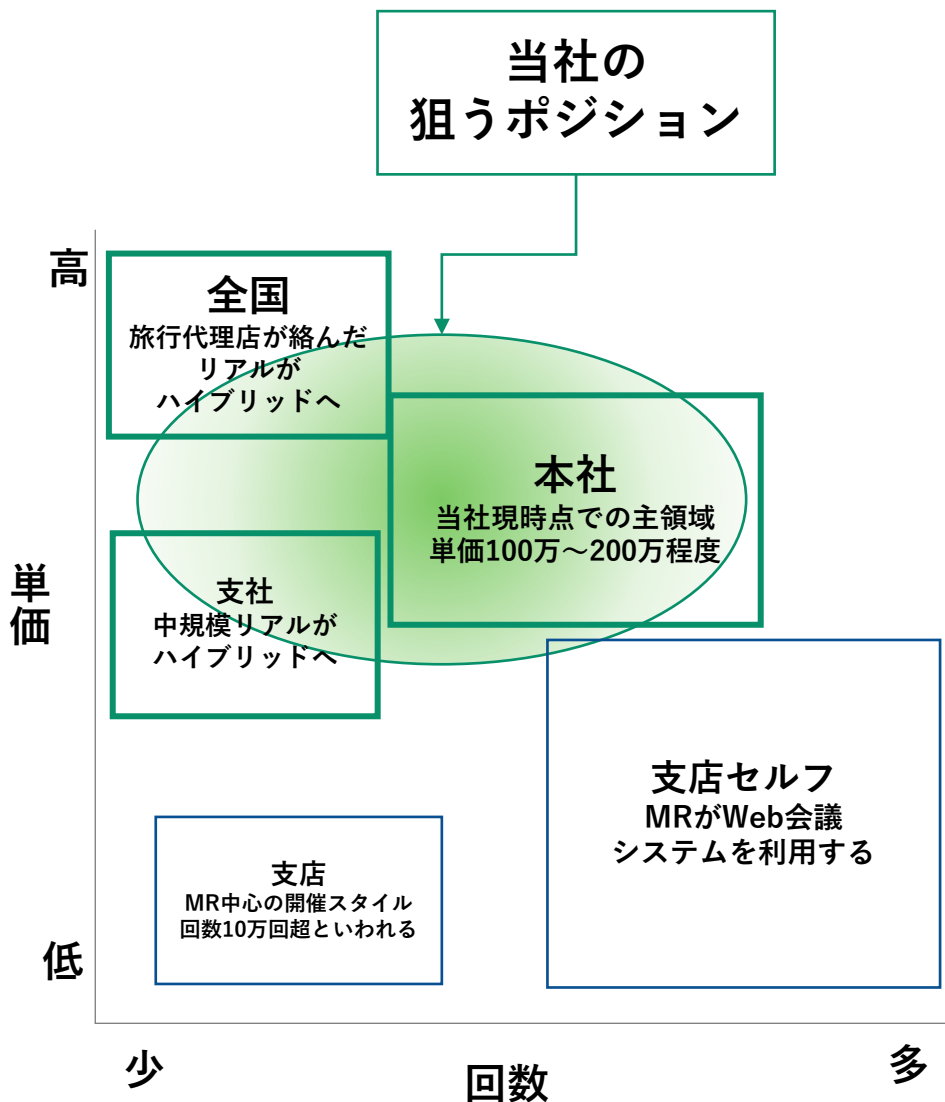 当社の
狙うポジション
高
全国
旅行代理店が絡んだ
リアルが
ハイブリッドへ
本社
当社現時点での主領域
単価100万～200万程度
単価
支社
中規模リアルが
ハイブリッドへ
支店セルフ
MRがWeb会議
システムを利用する
支店
MR中心の開催スタイル
回数10万回超といわれる
低
少
回数
多